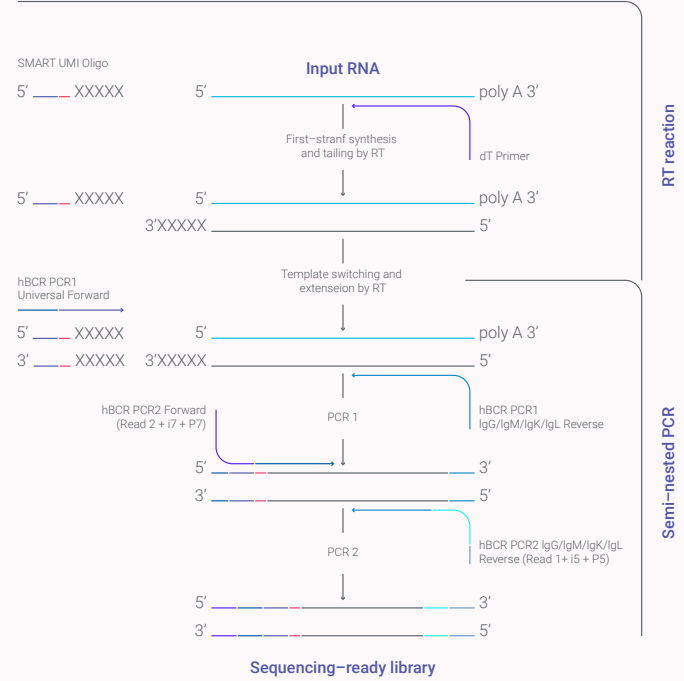 SMART UMI Oligo
Input RNA
5’ XXXXX 5’ poly A 3’
First–stranf synthesis
and tailing by RT
dT Primer
RT reaction
5’ XXXXX 5’ poly A 3’
3’XXXXX 5’
Template switching and
extenseion by RT
hBCR PCR1
Universal Forward
5’ XXXXX 5’ poly A 3’
3’ XXXXX 3’XXXXX 5’
hBCR PCR2 Forward
(Read 2 + i7 + P7)
PCR 1
hBCR PCR1
IgG/IgM/IgK/IgL Reverse
Semi–nested PCR
5’ 3’
3’ 5’
PCR 2
hBCR PCR2 IgG/IgM/IgK/IgL
Reverse (Read 1+ i5 + P5)
5’ 3’
3’ 5’
Sequencing–ready library